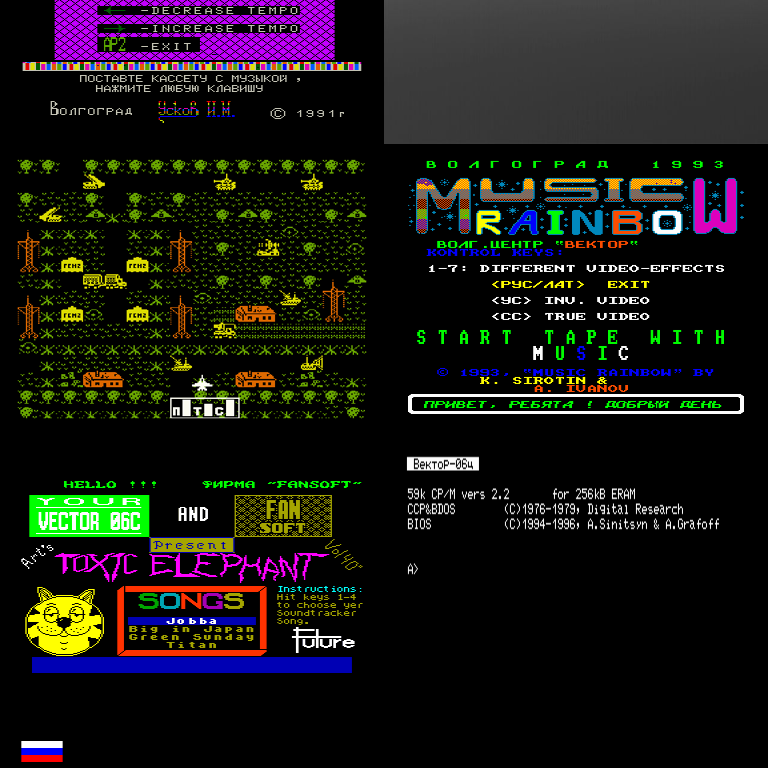 ← -DECREASE TEMPO
→ -INCREASE TEMPO
АР2 -EXIT
ПОСТАВТЕ КАССЕТУ С МУЗЫКОЙ ,
НАЖМИТЕ ЛЮБУЮ КЛАВИШУ
Волгоград
© 1991г
ВОЛГОГРАД 1993
MUSIC
RAINBOW
ВОЛГ.ЦЕНТР "ВЕКТОР"
KONTROL KEYS:
1-7: DIFFERENT VIDEO-EFFECTS
<РУС/ЛАТ> EXIT
<УС> INV. VIDEO
<СС> TRUE VIDEO
START TAPE WITH
MUSIC
© 1993. "MUSIC RAINBOW" BY
K. SIROTIN &
A. IVANOV
ПРИВЕТ, РЕБЯТА ! ДОБРЫЙ ДЕНЬ
ПТС
HELLO !!! ФИРМА "FANSOFT"
YOUR
VECTOR 06C
AND
FAN
SOFT
Present
Art's
TOXIC ELEPHANT
Vol40
SONGS
Jobba
Big in Japan
Green Sunday
Titan
Instructions:
Hit keys 1-4
to choose yer
Soundtracker
Song.
Future
ВектоР-06ц
59k CP/M vers 2.2 for 256kB ERAM
CCP&BDOS (C)1976-1979, Digital Research
BIOS (C)1994-1996, A.Sinitsyn & A.Grafoff
A>